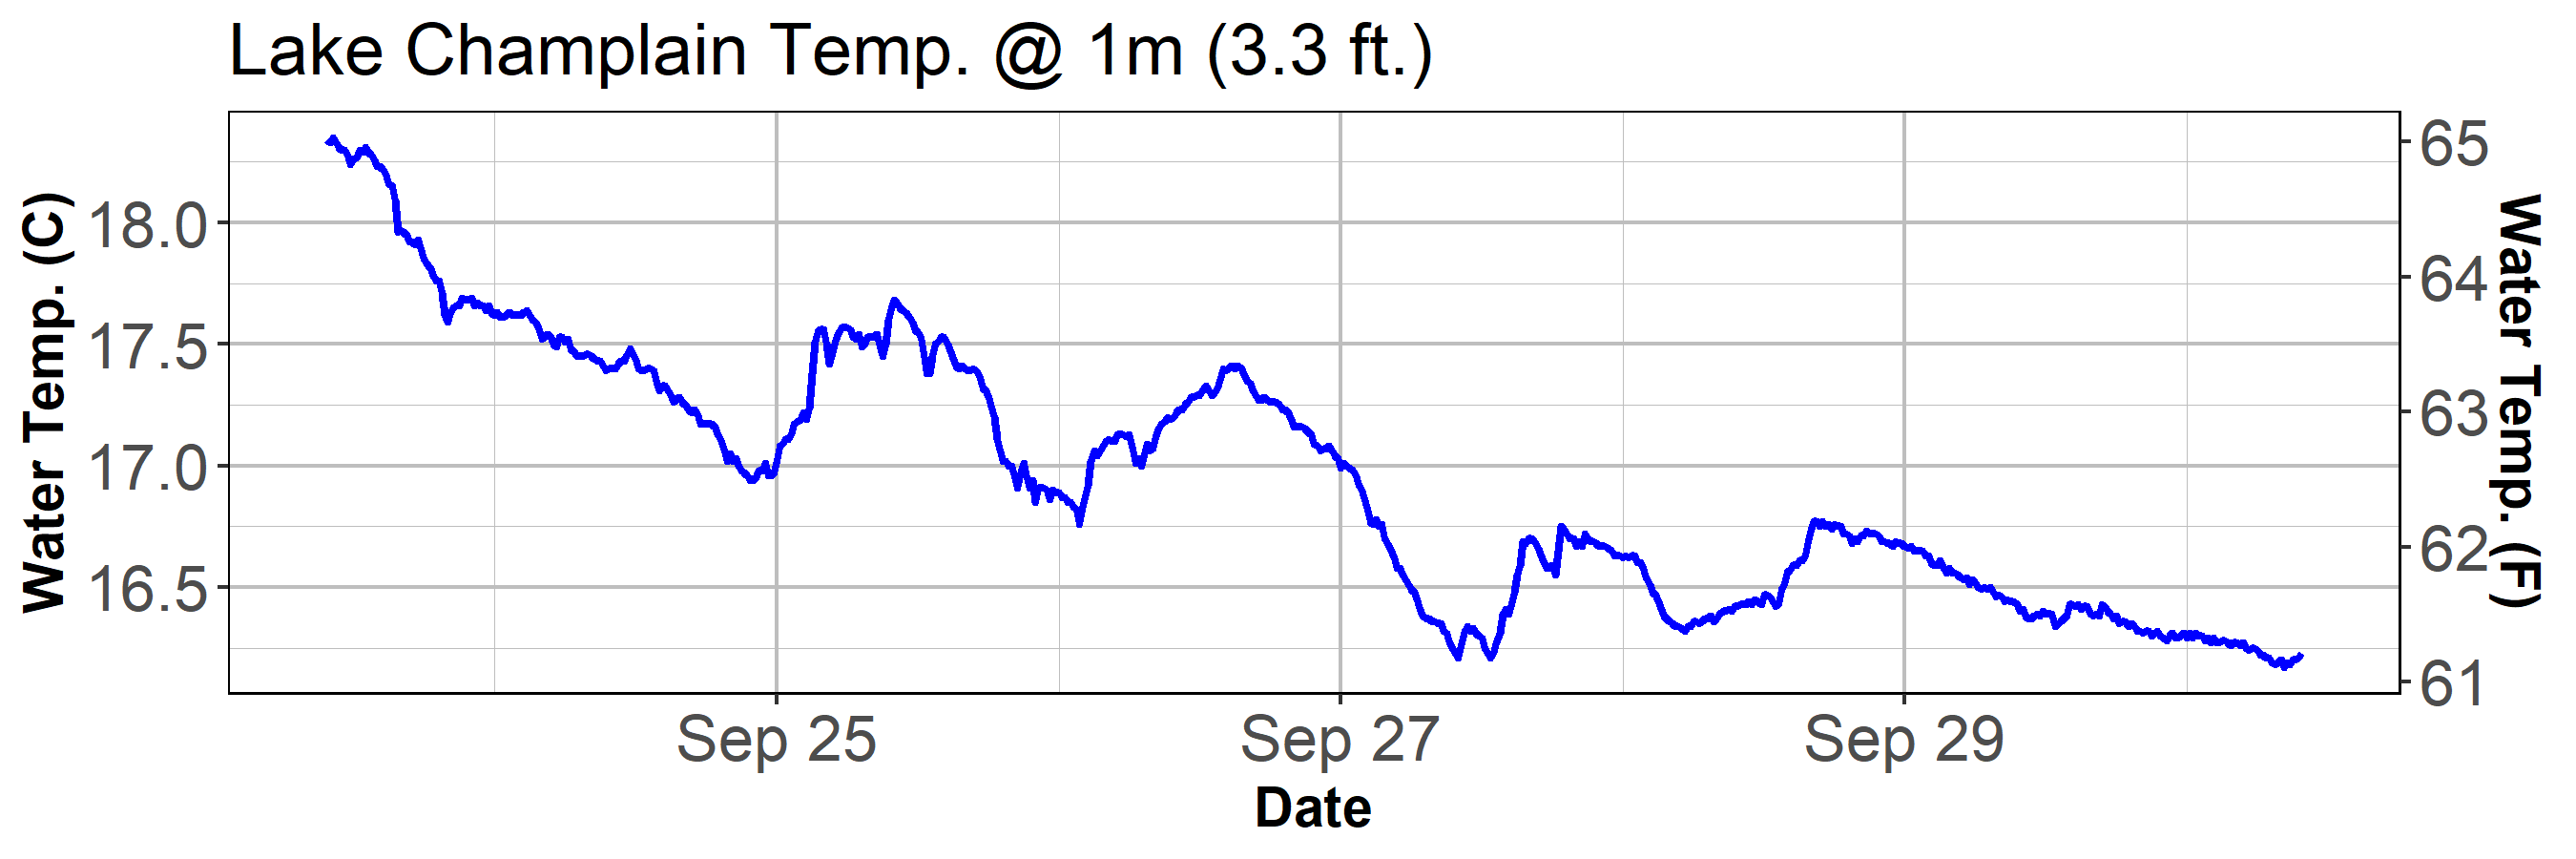 Lake Champlain Temp. @ 1m (3.3 ft.)
Water Temp. (C)
18.0
17.5
17.0
16.5
65
64
63
62
61
Water Temp. (F)
Sep 25 Sep 27 Sep 29
Date